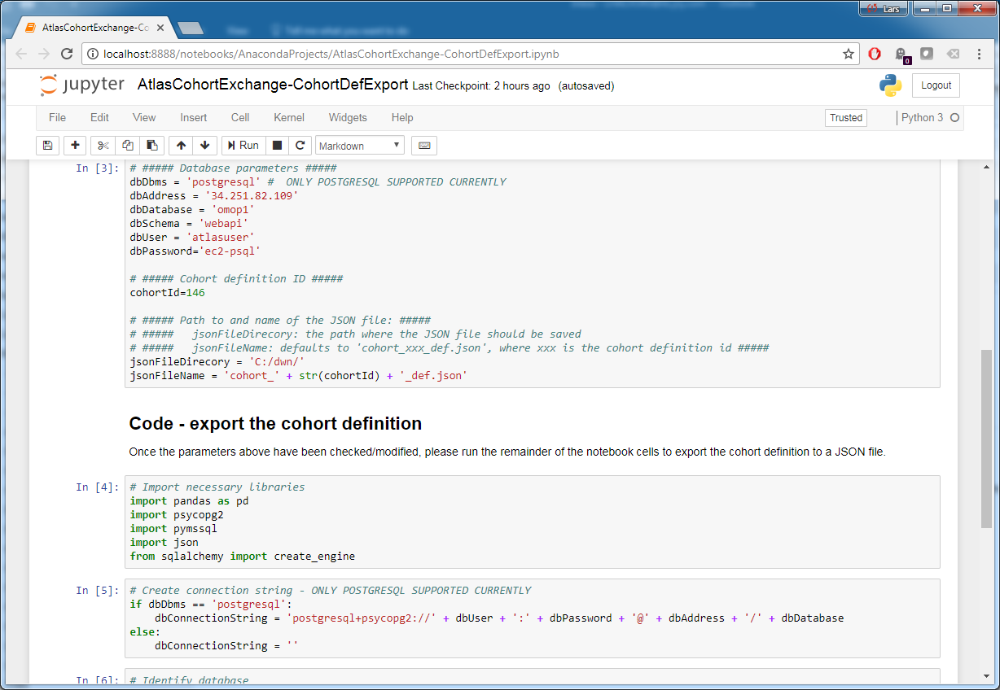 Lars
AtlasCohortExchange-Co
localhost:8888/notebooks/AnacondaProjects/AtlasCohortExchange-CohortDefExport.ipynb
0
jupyter AtlasCohortExchange-CohortDefExport Last Checkpoint: 2 hours ago (autosaved)
Logout
File Edit View Insert Cell Kernel Widgets Help
Trusted
Python 3
Run
Markdown
In [3]: # ##### Database parameters #####
dbDbms = 'postgresql' #  ONLY POSTGRESQL SUPPORTED CURRENTLY
dbAddress = '34.251.82.109'
dbDatabase = 'omop1'
dbSchema = 'webapi'
dbUser = 'atlasuser'
dbPassword='ec2-psql'
# ##### Cohort definition ID #####
cohortId=146
# ##### Path to and name of the JSON file: #####
# #####   jsonFileDirecory: the path where the JSON file should be saved
# #####   jsonFileName: defaults to 'cohort_xxx_def.json', where xxx is the cohort definition id #####
jsonFileDirecory = 'C:/dwn/'
jsonFileName = 'cohort_' + str(cohortId) + '_def.json'
Code - export the cohort definition
Once the parameters above have been checked/modified, please run the remainder of the notebook cells to export the cohort definition to a JSON file.
In [4]: # Import necessary libraries
import pandas as pd
import psycopg2
import pymssql
import json
from sqlalchemy import create_engine
In [5]: # Create connection string - ONLY POSTGRESQL SUPPORTED CURRENTLY
if dbDbms == 'postgresql':
    dbConnectionString = 'postgresql+psycopg2://' + dbUser + ':' + dbPassword + '@' + dbAddress + '/' + dbDatabase
else:
    dbConnectionString = ''
In [6]: # Identify database